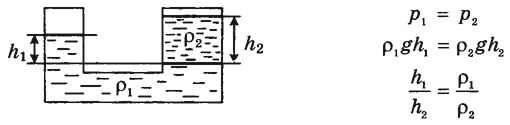 h₁
ρ₂
h₂
ρ₁
p₁ = p₂
ρ₁gh₁ = ρ₂gh₂
h₁/h₂ = ρ₁/ρ₂